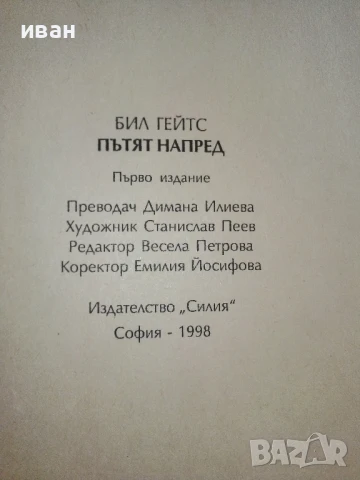 иван
БИЛ ГЕЙТС
ПЪТЯТ НАПРЕД
Първо издание
Преводач Димана Илиева
Художник Станислав Пеев
Редактор Весела Петрова
Коректор Емилия Йосифова
Издателство „Силия“
София - 1998
BAZAR
bg